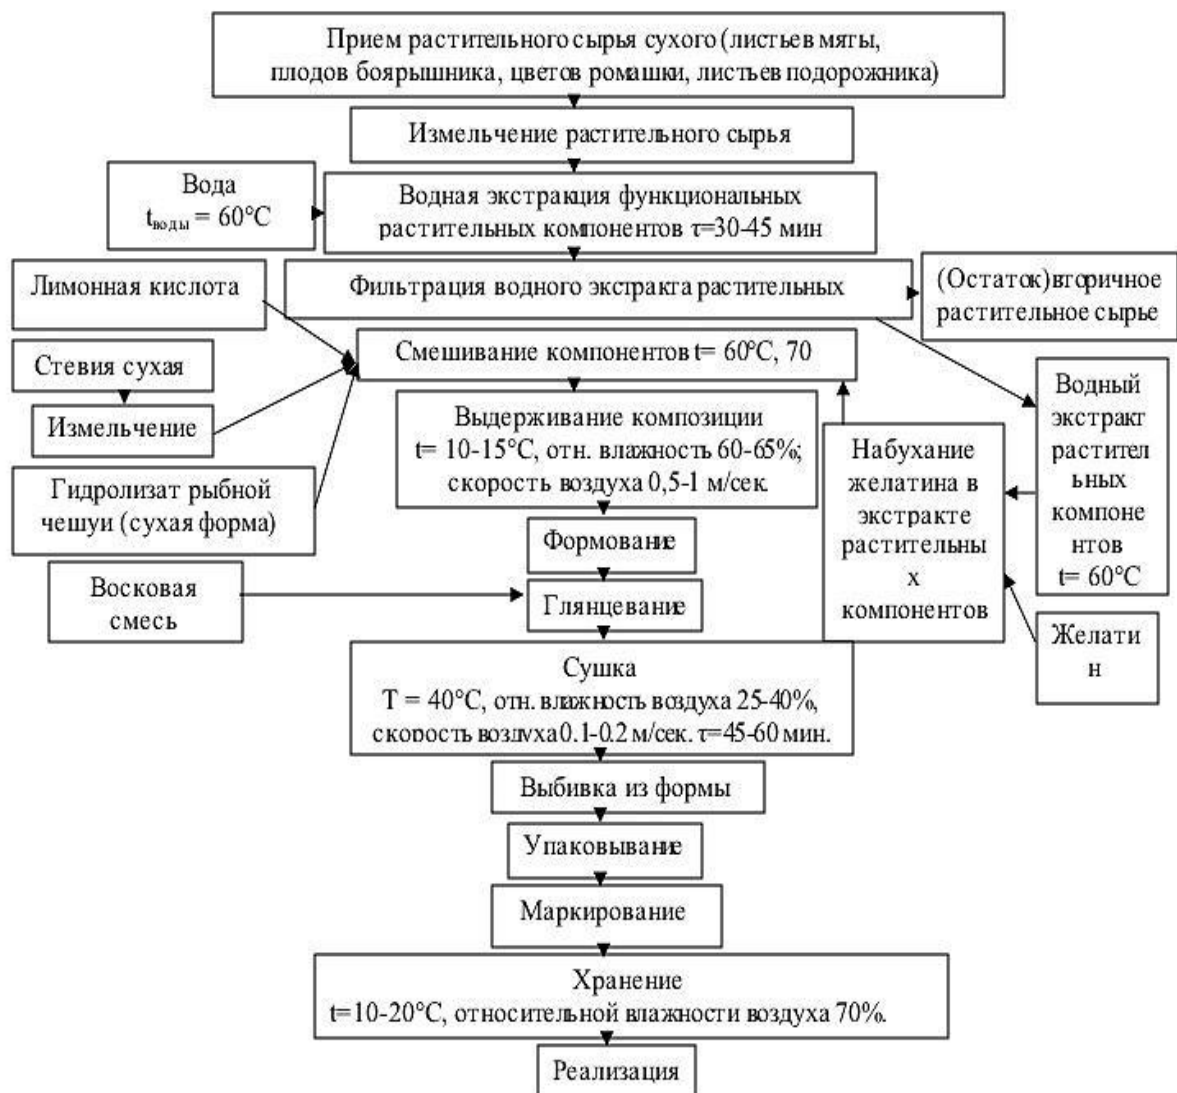 Прием растительного сырья сухого (листьев мяты,
плодов боярышника, цветов ромашки, листьев подорожника)
Измельчение растительного сырья
Вода
tводы = 60°С
Водная экстракция функциональных
растительных компонентов τ=30-45 мин
Лимонная кислота
Фильтрация водного экстракта растительных
(Остаток)вторичное
растительное сырье
Стевия сухая
Смешивание компонентов t= 60°С, 70
Измельчение
Выдерживание композиции
t= 10-15°С, отн. влажность 60-65%;
скорость воздуха 0,5-1 м/сек.
Набухание
желатина в
экстракте
растительны
х
компонентов
Водный
экстракт
растител
ьных
компоне
нтов
t= 60°С
Гидролизат рыбной
чешуи (сухая форма)
Формование
Восковая
смесь
Глянцевание
Желати
н
Сушка
Т = 40°С, отн. влажность воздуха 25-40%,
скорость воздуха 0,1-0,2 м/сек. τ=45-60 мин.
Выбивка из формы
Упаковывание
Маркирование
Хранение
t=10-20°С, относительной влажности воздуха 70%.
Реализация